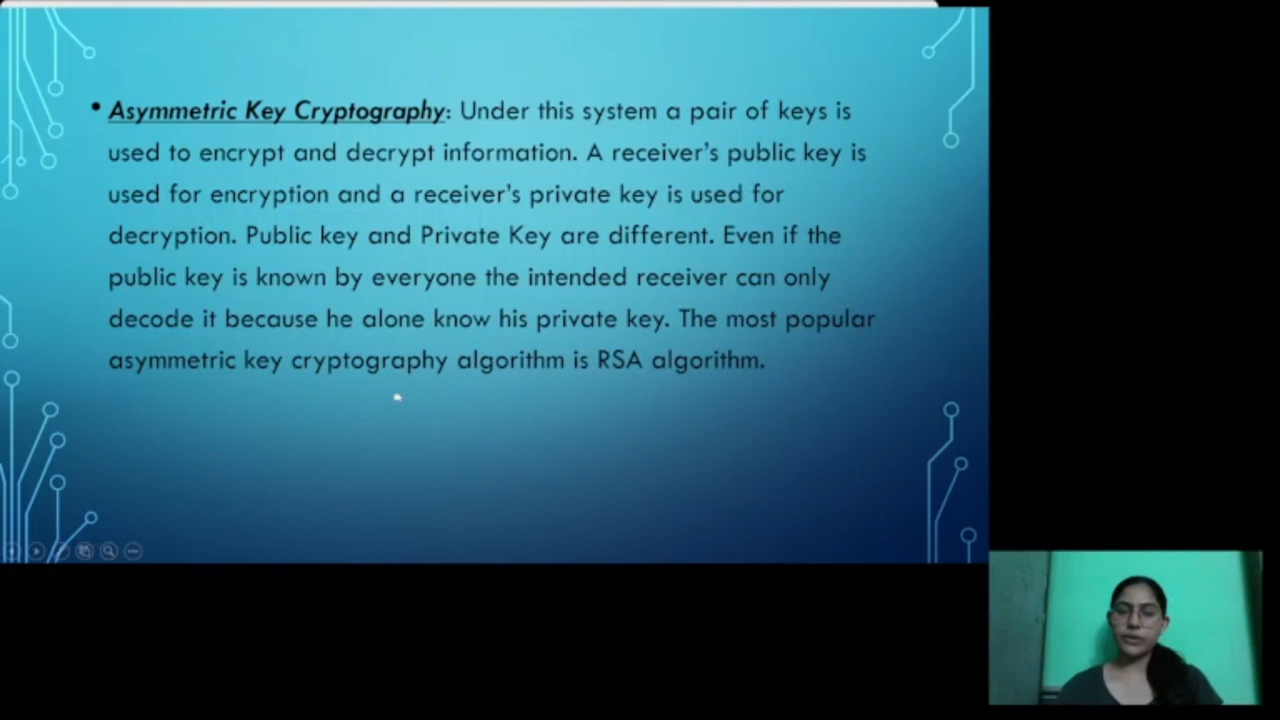 • Asymmetric Key Cryptography: Under this system a pair of keys is
used to encrypt and decrypt information. A receiver's public key is
used for encryption and a receiver's private key is used for
decryption. Public key and Private Key are different. Even if the
public key is known by everyone the intended receiver can only
decode it because he alone know his private key. The most popular
asymmetric key cryptography algorithm is RSA algorithm.